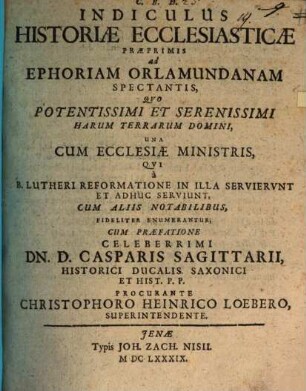 C. F. D.
INDICULUS
HISTORIÆ ECCLESIASTICÆ
PRÆPRIMIS
ad
EPHORIAM ORLAMUNDANAM
SPECTANTIS,
QVO
POTENTISSIMI ET SERENISSIMI
HARUM TERRARUM DOMINI,
UNA
CUM ECCLESIÆ MINISTRIS,
QVI
à
B. LUTHERI REFORMATIONE IN ILLA SERVIERVNT
ET ADHUC SERVIUNT,
CUM ALIIS NOTABILIBUS,
FIDELITER ENUMERANTUR;
CUM PRÆFATIONE
CELEBERRIMI
DN. D. CASPARIS SAGITTARII,
HISTORICI DUCALIS SAXONICI
ET HIST. P. P.
PROCURANTE
CHRISTOPHORO HEINRICO LOEBERO,
SUPERINTENDENTE.
JENÆ
Typis JOH. ZACH. NISII.
M DC LXXXIX.